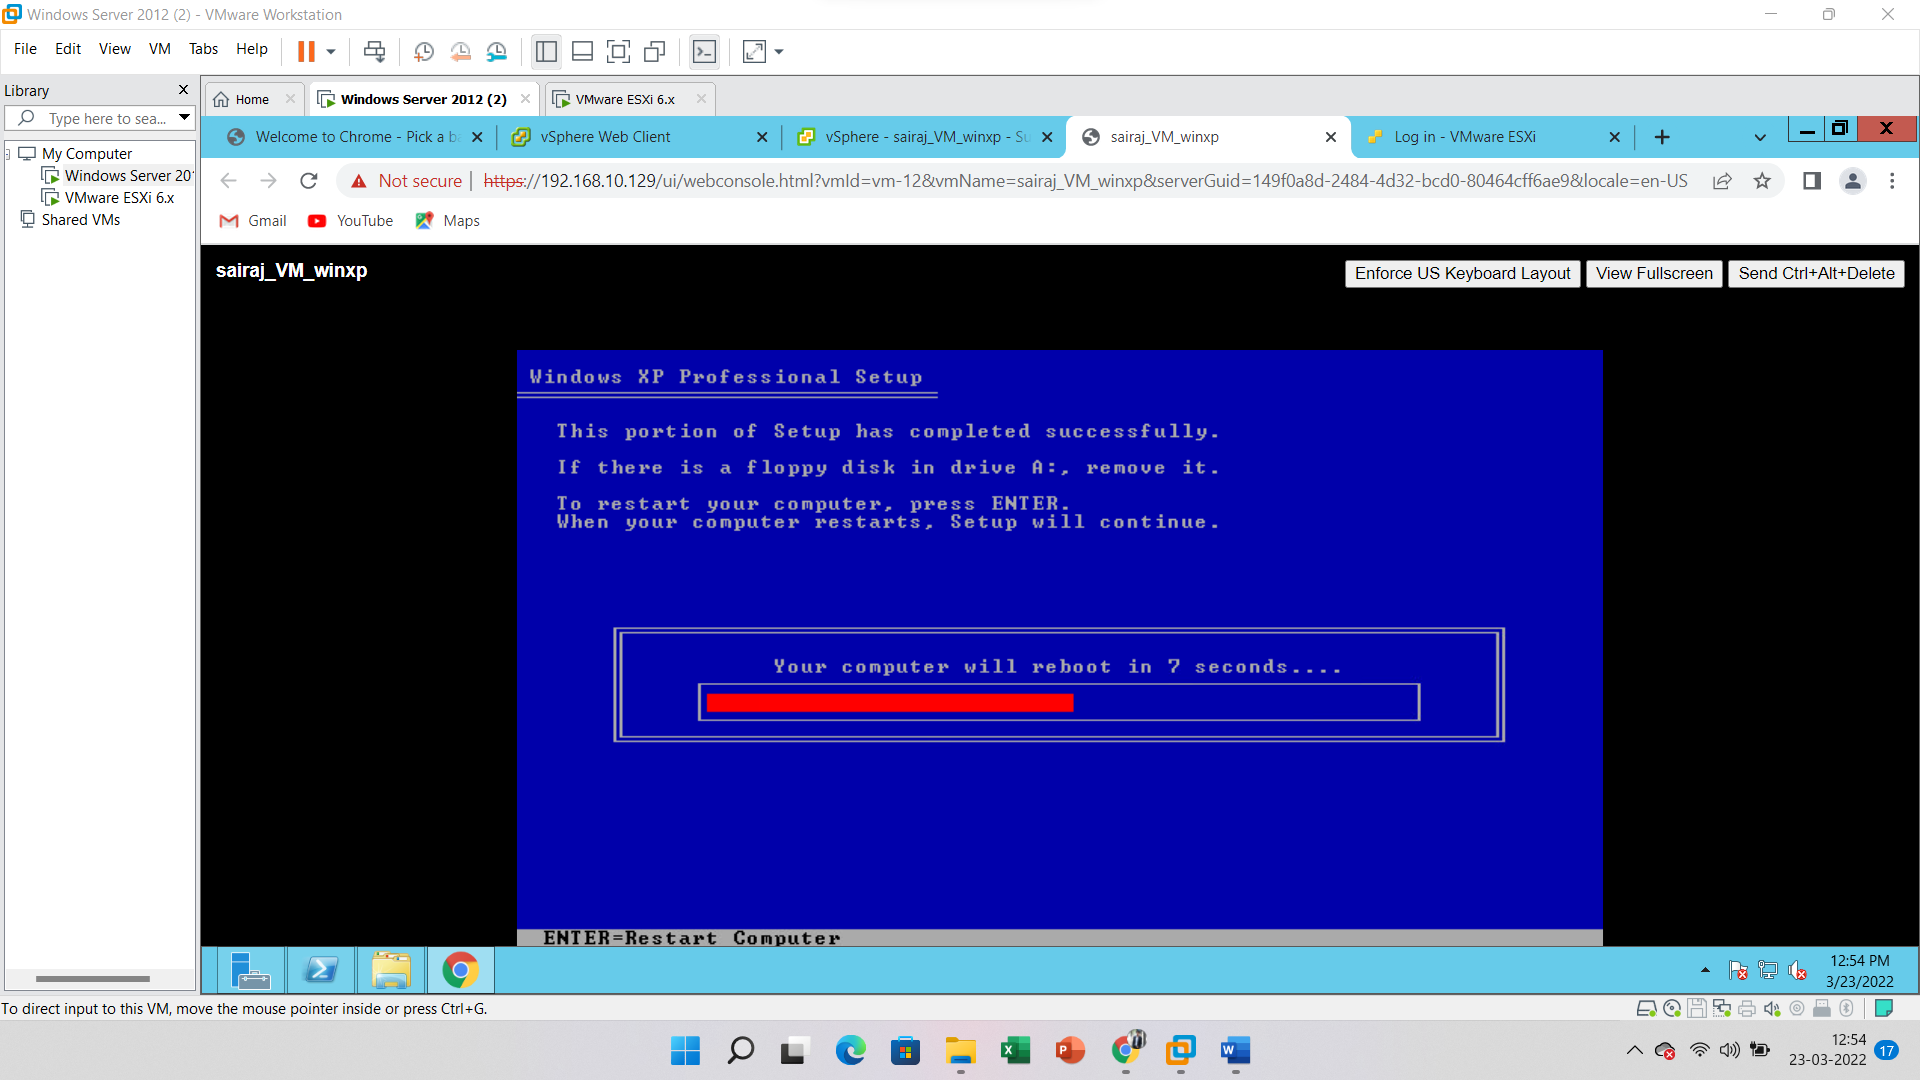 Windows Server 2012 (2) - VMware Workstation
File Edit View VM Tabs Help
Library
Type here to sea...
My Computer
Windows Server 20
VMware ESXi 6.x
Shared VMs
Home
Windows Server 2012 (2)
VMware ESXi 6.x
Welcome to Chrome - Pick a b
vSphere Web Client
vSphere - sairaj_VM_winxp - Su
sairaj_VM_winxp
Log in - VMware ESXi
Not secure | https://192.168.10.129/ui/webconsole.html?vmId=vm-12&vmName=sairaj_VM_winxp&serverGuid=149f0a8d-2484-4d32-bcd0-80464cff6ae9&locale=en-US
Gmail YouTube Maps
sairaj_VM_winxp
Enforce US Keyboard Layout View Fullscreen Send Ctrl+Alt+Delete
Windows XP Professional Setup
This portion of Setup has completed successfully.
If there is a floppy disk in drive A:, remove it.
To restart your computer, press ENTER.
When your computer restarts, Setup will continue.
Your computer will reboot in 7 seconds....
ENTER=Restart Computer
12:54 PM
3/23/2022
To direct input to this VM, move the mouse pointer inside or press Ctrl+G.
12:54
23-03-2022
17